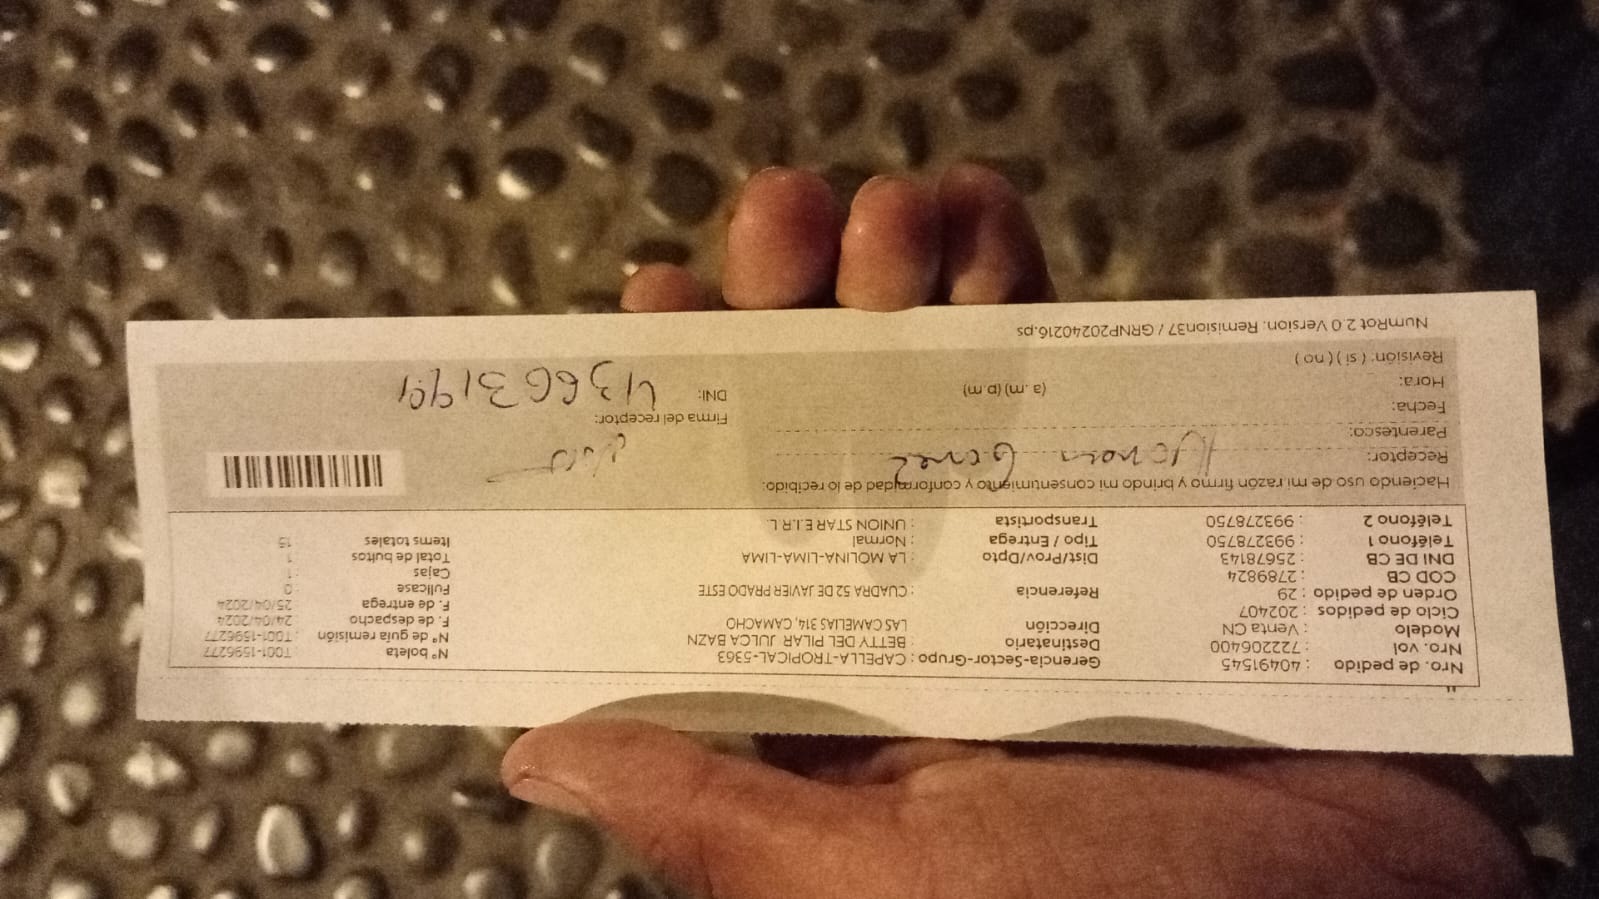 Nro. de pedido : 40491545 Gerencia-Sector-Grupo : CAPELLA-TROPICAL-5363 N° boleta : T001-1596277
Nro. vol : 722206400 Destinatario : BETTY DEL PILAR JULCA BAZN N° de guía remisión : T001-1596277
Modelo : Venta CN Dirección LAS CAMELIAS, 314, CAMACHO F. de despacho 24/04/2024
Ciclo de pedidos : 202407 F. de entrega 25/04/2024
Orden de pedido : 29 Referencia : CUADRA 52 DE JAVIER PRADO ESTE Fullcase : 0
COD CB : 2789824 Cajas : 1
DNI DE CB : 25678143 Dist/Prov/Dpto : LA MOLINA-LIMA-LIMA Total de bultos 1
Teléfono 1 : 993278750 Tipo / Entrega : Normal Items totales 15
Teléfono 2 : 993278750 Transportista : UNION STAR E.I.R.L.
Haciendo uso de mi razón firmo y brindo mi consentimiento y conformidad de lo recibido:
Receptor:
Parentesco: Firma del receptor:
Fecha: DNI:
Hora: (a .m) (p m)
Revisión: ( si ) ( no )
NumRot 2.0 Version. Remision37 / GRNP20240216.ps